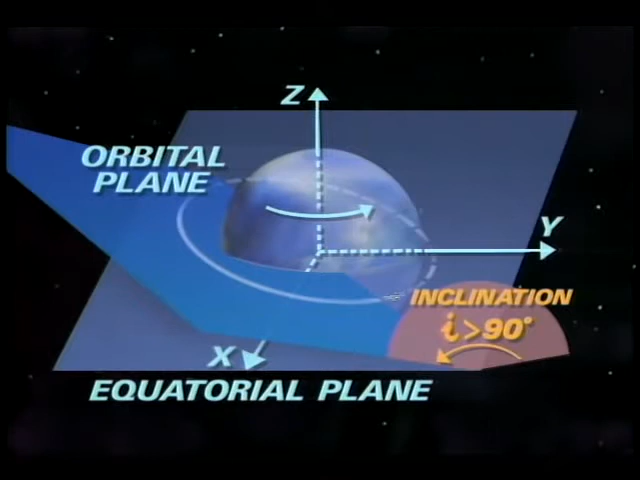 Z
ORBITAL
PLANE
Y
INCLINATION
i>90°
X
EQUATORIAL PLANE